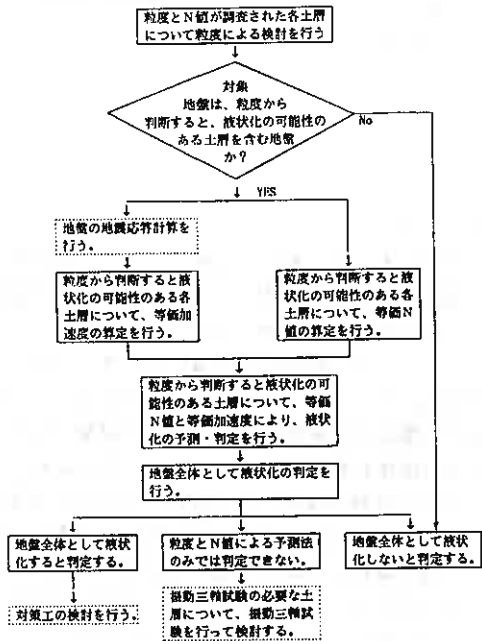 粒度とN値が調査された各土層
について粒度による検討を行う
対象
地盤は、粒度から
判断すると、液状化の可能性の
ある土層を含む地盤
か?
No
YES
地盤の地震応答計算を
行う。
粒度から判断すると液
状化の可能性のある各
土層について、等価加
速度の算定を行う。
粒度から判断すると液
状化の可能性のある各
土層について、等価N
値の算定を行う。
粒度から判断すると液状化の可
能性のある土層について、等価
N値と等価加速度により、液状
化の予測・判定を行う。
地盤全体として液状化の判定を
行う。
地盤全体として液状
化すると判定する。
粒度とN値による予測法
のみでは判定できない。
地盤全体として液状化
しないと判定する。
対策工の検討を行う。
振動三軸試験の必要な土
層について、振動三軸試
験を行って検討する。